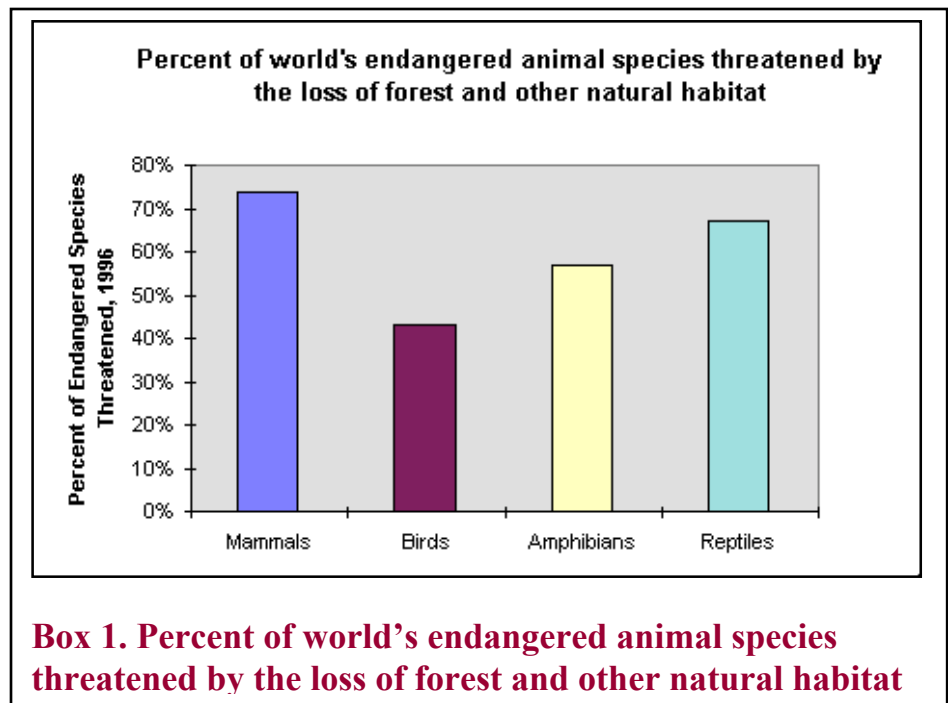 Percent of world's endangered animal species threatened by
the loss of forest and other natural habitat
Percent of Endangered Species
Threatened, 1996
80%
70%
60%
50%
40%
30%
20%
10%
0%
Mammals
Birds
Amphibians
Reptiles
Box 1. Percent of world’s endangered animal species
threatened by the loss of forest and other natural habitat